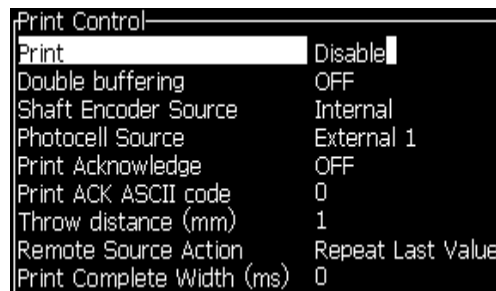 Print Control
Print Disable
Double buffering OFF
Shaft Encoder Source Internal
Photocell Source External 1
Print Acknowledge OFF
Print ACK ASCII code 0
Throw distance (mm) 1
Remote Source Action Repeat Last Value
Print Complete Width (ms) 0